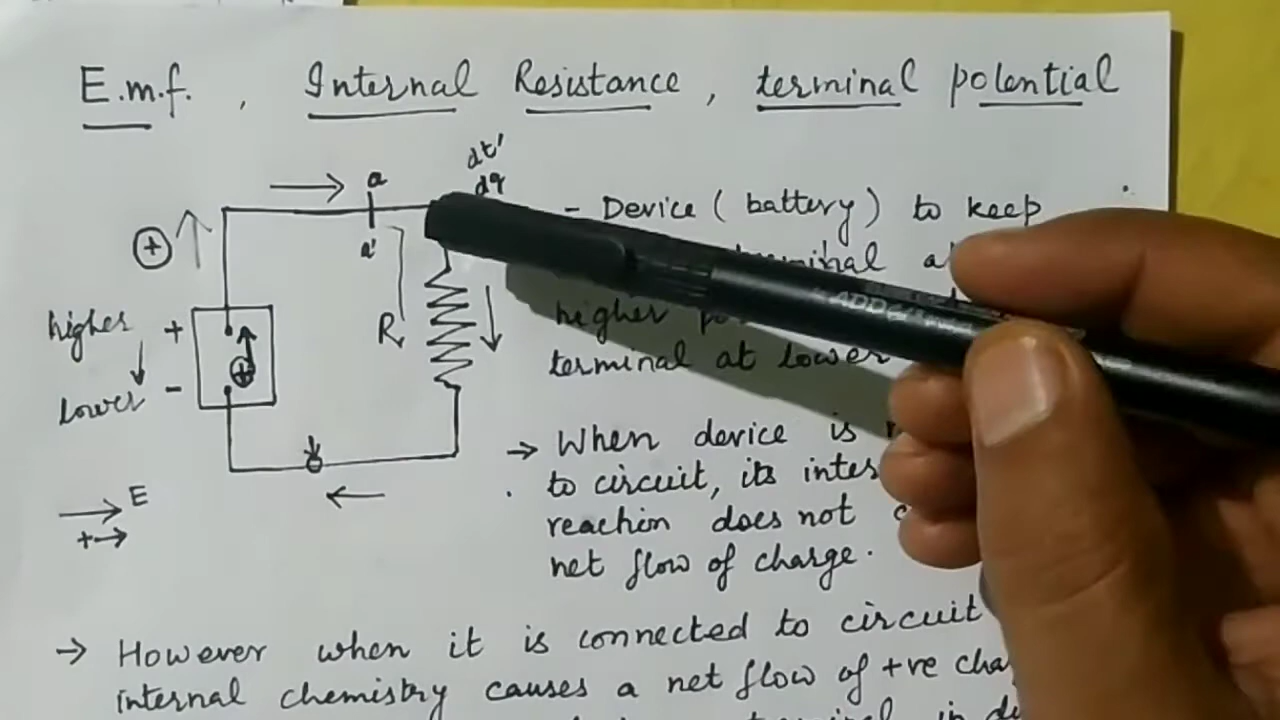 E.m.f. , Internal Resistance , terminal potential
dt'
dq
a
a'
+
R
higher
lower
+
-
+
E
+
- Device ( battery ) to keep
higher
terminal at lower
→ When device is
to circuit, its
reaction does not
net flow of charge.
→ However when it is connected to circuit
internal chemistry causes a net flow of +ve